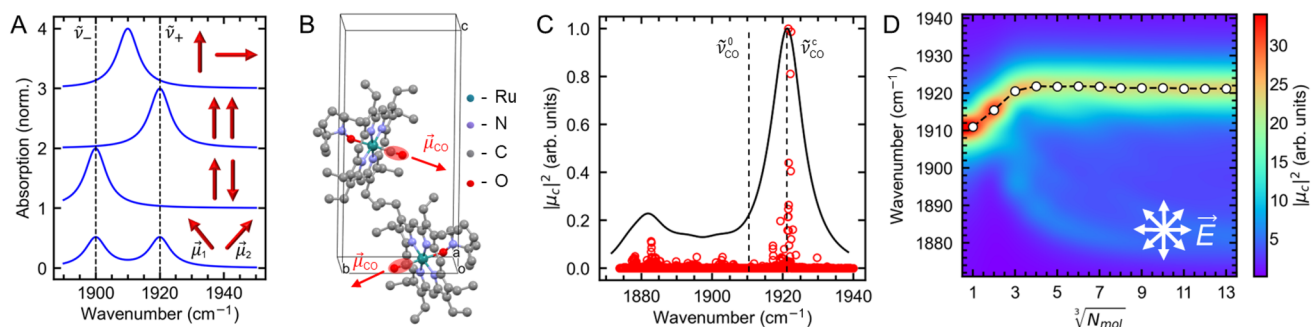 A
Absorption (norm.)
4
3
2
1
0
ν̃₋
ν̃₊
μ⃗₁
μ⃗₂
1900
1920
1940
Wavenumber (cm⁻¹)
B
c
b
a
o
μ⃗CO
μ⃗CO
- Ru
- N
- C
- O
C
|μ_C|² (arb. units)
1.0
0.8
0.6
0.4
0.2
0.0
ν̃⁰CO
ν̃ᶜCO
1880
1900
1920
1940
Wavenumber (cm⁻¹)
D
Wavenumber (cm⁻¹)
1940
1930
1920
1910
1900
1890
1880
E⃗
1 3 5 7 9 11 13
∛N_mol
30
25
20
15
10
5
|μ_C|² (arb. units)